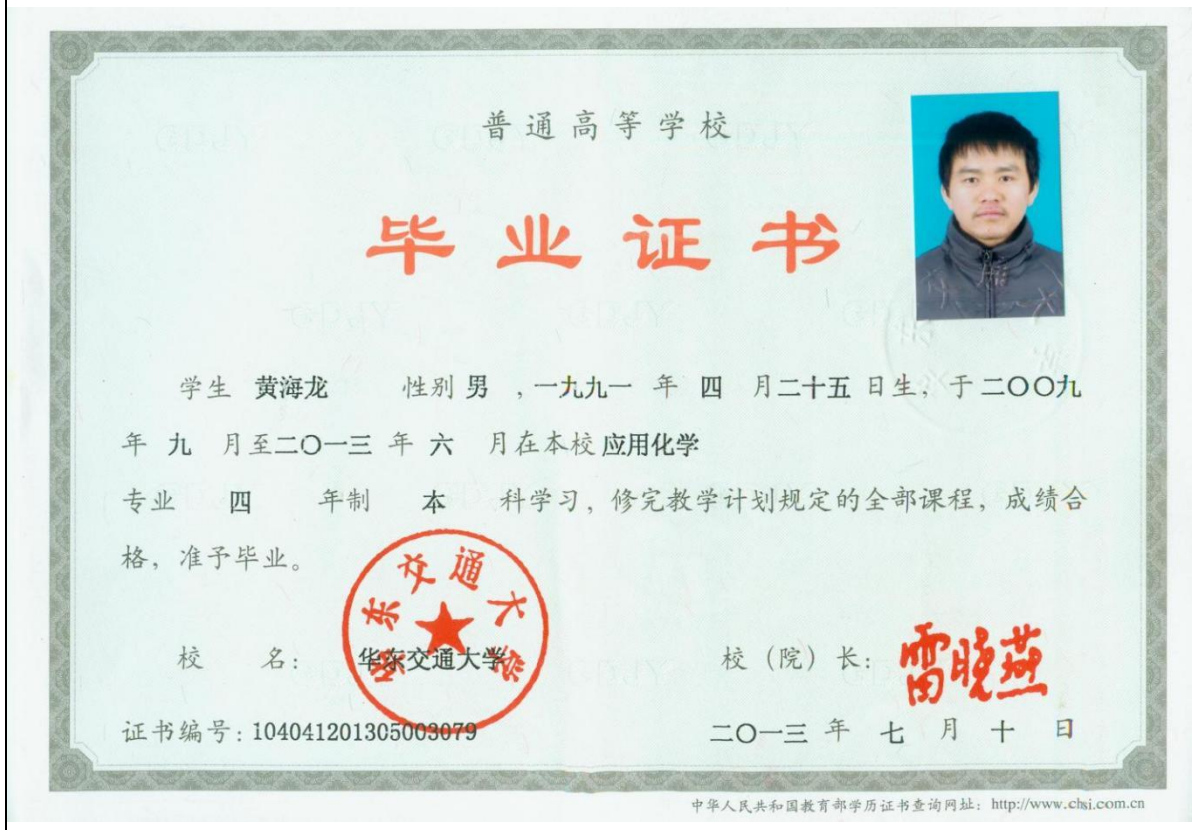 普通高等学校
毕业证书
学生 黄海龙 性别 男 ，一九九一 年 四 月二十五 日生，于二〇〇九
年 九 月至二〇一三 年 六 月在本校 应用化学
专业 四 年制 本 科学习，修完教学计划规定的全部课程，成绩合
格，准予毕业。
华东交通大学
校 名： 华东交通大学 校（院）长： 雷晓燕
证书编号：104041201305003079 二〇一三 年 七 月 十 日
中华人民共和国教育部学历证书查询网址：http://www.chsi.com.cn